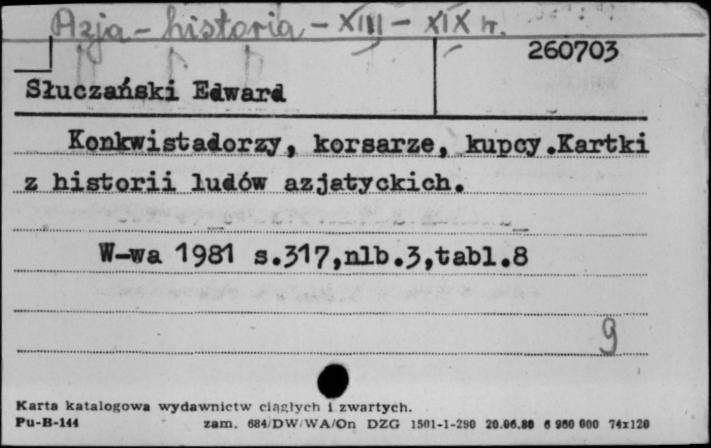 Azja - historia - XIII - XIX w.
260703
Słuczański Edward
Konkwistadorzy, korsarze, kupcy.Kartki
z historii ludów azjatyckich.
W-wa 1981 s.317,nlb.3,tabl.8
9
Karta katalogowa wydawnictw ciągłych i zwartych.
Pu-B-144 zam. 684/DW/WA/On DZG 1501-1-290 20.06.80 6 960 000 74x120